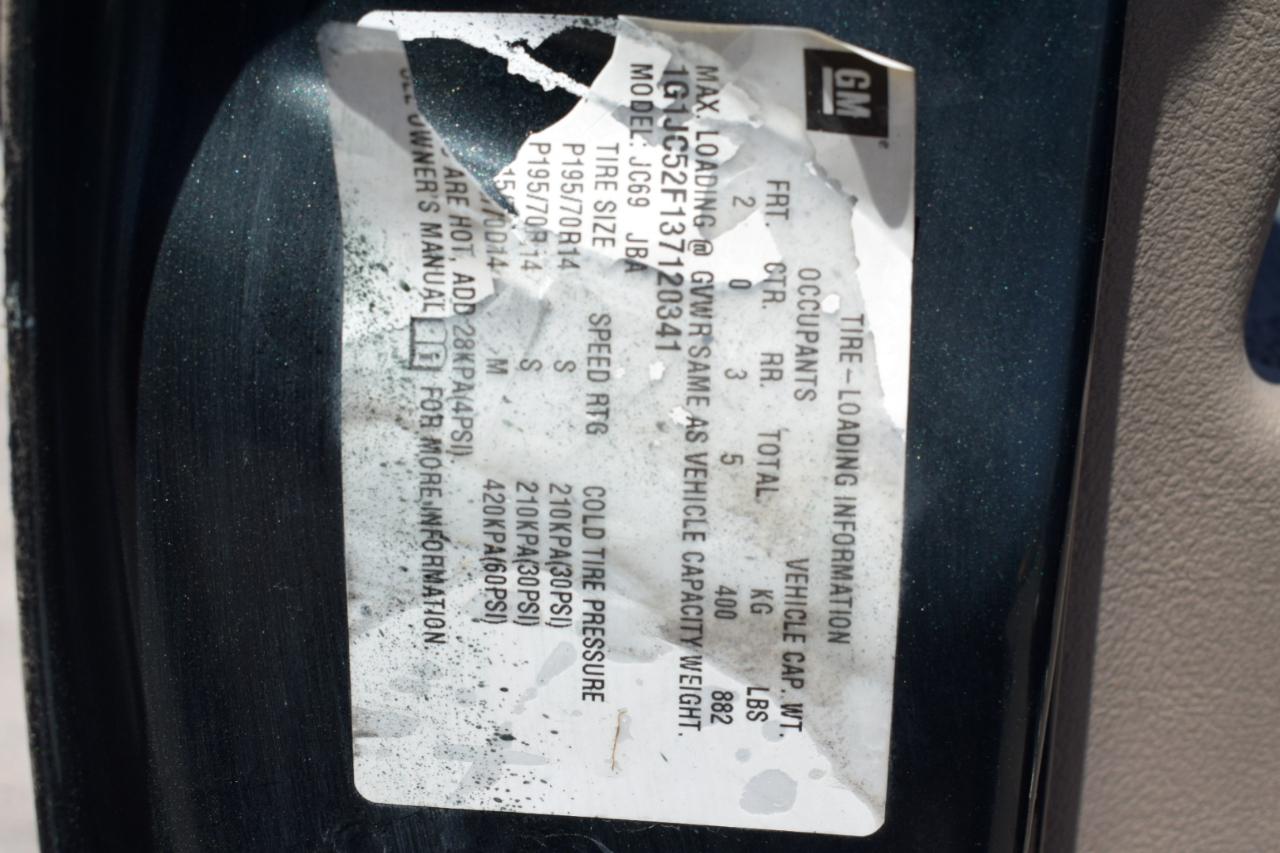 GM
TIRE-LOADING INFORMATION
OCCUPANTS VEHICLE CAP. WT.
FRT CTR. RR. TOTAL KG LBS
2 0 3 5 400 882
MAX. LOADING @ GVWR SAME AS VEHICLE CAPACITY WEIGHT.
1G1JC52F137120341
MODEL: JC69 JBA
TIRE SIZE SPEED RTG COLD TIRE PRESSURE
P195/70R14 S 210KPA(30PSI)
P195/70R14 S 210KPA(30PSI)
/70D14 M 420KPA(60PSI)
ARE HOT, ADD 28KPA(4PSI)
OWNER'S MANUAL FOR MORE INFORMATION